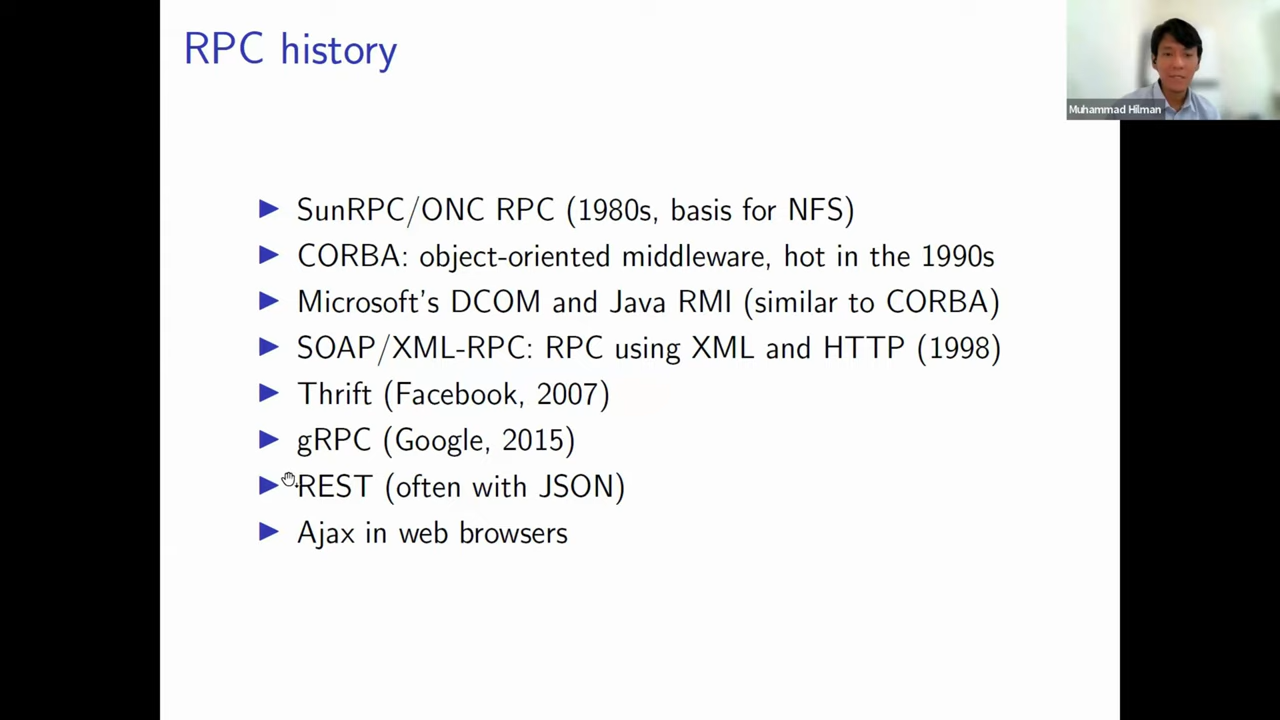 RPC history
Muhammad Hilman
▶ SunRPC/ONC RPC (1980s, basis for NFS)
▶ CORBA: object-oriented middleware, hot in the 1990s
▶ Microsoft's DCOM and Java RMI (similar to CORBA)
▶ SOAP/XML-RPC: RPC using XML and HTTP (1998)
▶ Thrift (Facebook, 2007)
▶ gRPC (Google, 2015)
▶ REST (often with JSON)
▶ Ajax in web browsers